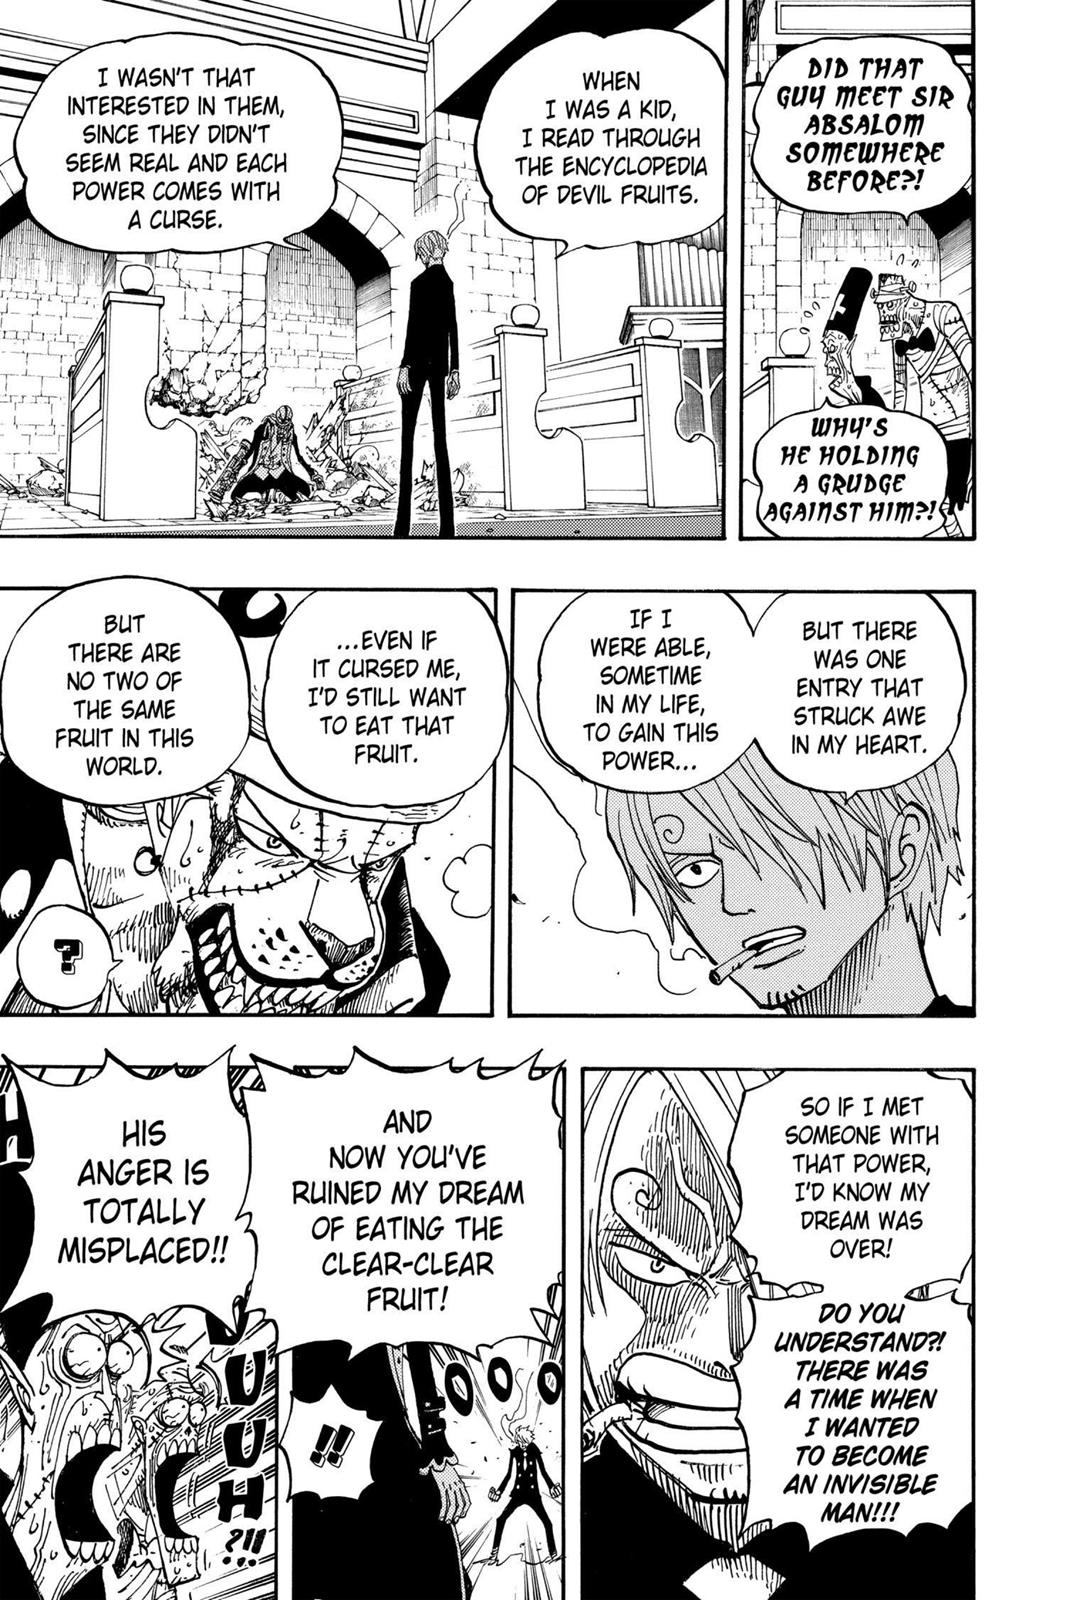 DID THAT
GUY MEET SIR
ABSALOM
SOMEWHERE
BEFORE?!
WHY'S
HE HOLDING
A GRUDGE
AGAINST HIM?!
WHEN
I WAS A KID,
I READ THROUGH
THE ENCYCLOPEDIA
OF DEVIL FRUITS.
I WASN'T THAT
INTERESTED IN THEM,
SINCE THEY DIDN'T
SEEM REAL AND EACH
POWER COMES WITH
A CURSE.
BUT THERE
WAS ONE
ENTRY THAT
STRUCK AWE
IN MY HEART.
IF I
WERE ABLE,
SOMETIME
IN MY LIFE,
TO GAIN THIS
POWER...
...EVEN IF
IT CURSED ME,
I'D STILL WANT
TO EAT THAT
FRUIT.
BUT
THERE ARE
NO TWO OF
THE SAME
FRUIT IN THIS
WORLD.
?
SO IF I MET
SOMEONE WITH
THAT POWER,
I'D KNOW MY
DREAM WAS
OVER!
DO YOU
UNDERSTAND?!
THERE WAS
A TIME WHEN
I WANTED
TO BECOME
AN INVISIBLE
MAN!!!
AND
NOW YOU'VE
RUINED MY DREAM
OF EATING THE
CLEAR-CLEAR
FRUIT!
!!
HIS
ANGER IS
TOTALLY
MISPLACED!!
UUUH?!!